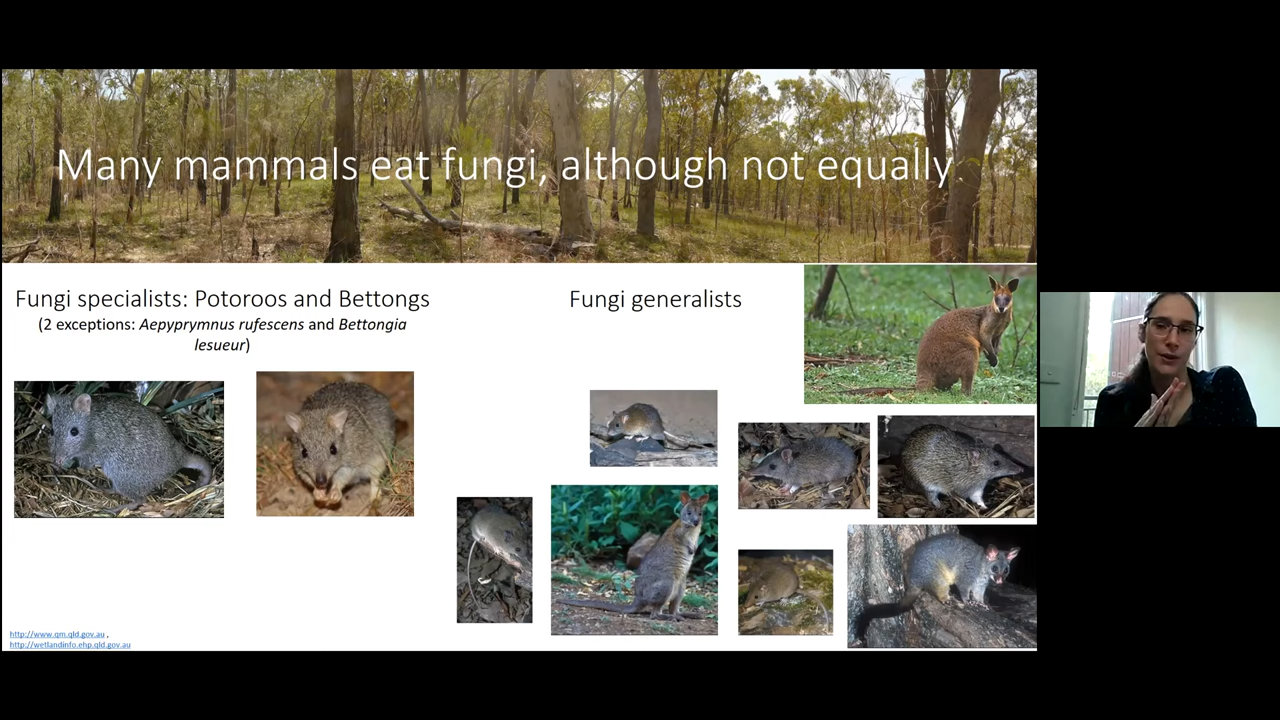 Many mammals eat fungi, although not equally
Fungi specialists: Potoroos and Bettongs
(2 exceptions: Aepyprymnus rufescens and Bettongia
lesueur)
Fungi generalists
http://www.qm.qld.gov.au ,
http://wetlandinfo.ehp.qld.gov.au